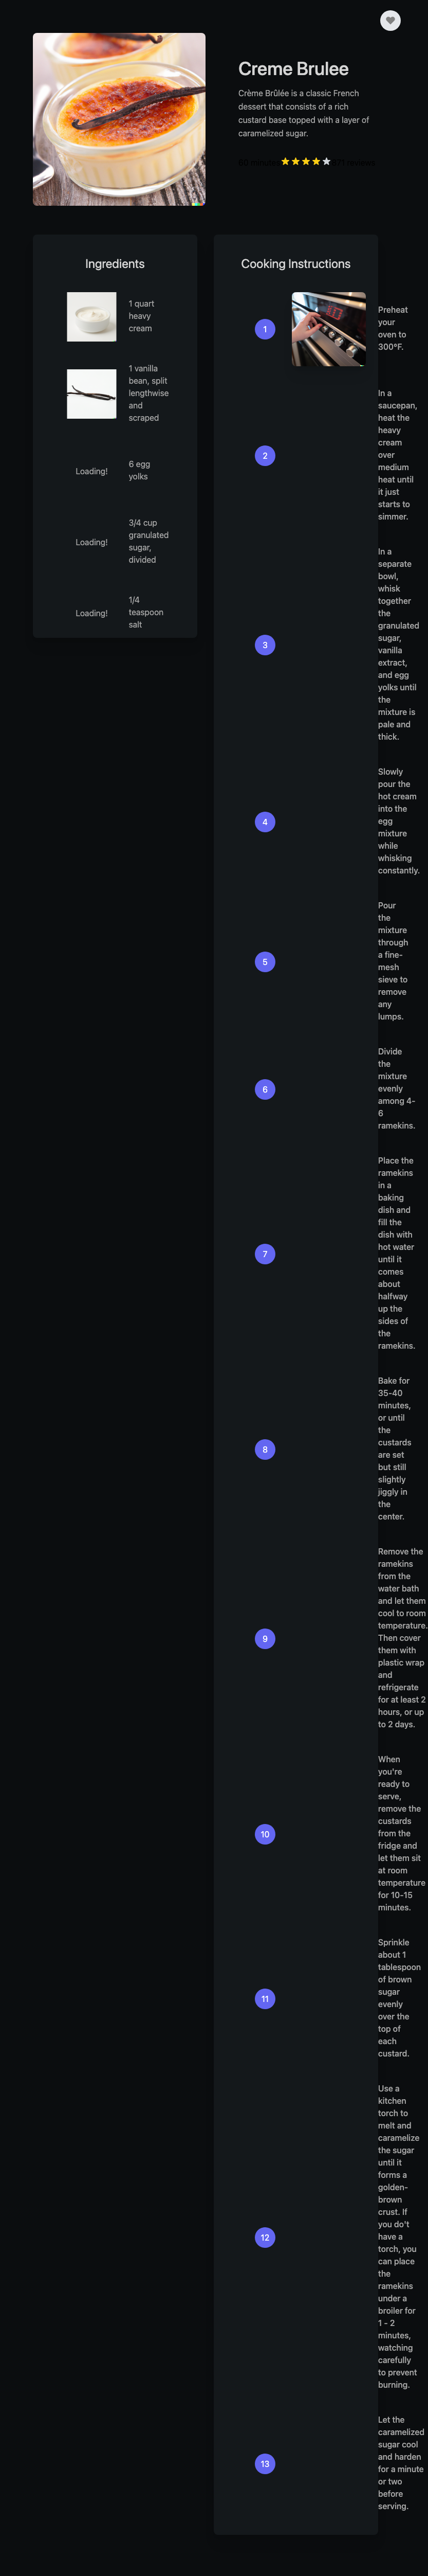 Creme Brulee
Crème Brûlée is a classic French
dessert that consists of a rich
custard base topped with a layer of
caramelized sugar.
Ingredients
1 quart
heavy
cream
1 vanilla
bean, split
lengthwise
and
scraped
Loading!
6 egg
yolks
Loading!
3/4 cup
granulated
sugar,
divided
Loading!
1/4
teaspoon
salt
Cooking Instructions
1
Preheat
your
oven to
300°F.
2
In a
saucepan,
heat the
heavy
cream
over
medium
heat until
it just
starts to
simmer.
3
In a
separate
bowl,
whisk
together
the
granulated
sugar,
vanilla
extract,
and egg
yolks until
the
mixture is
pale and
thick.
4
Slowly
pour the
hot cream
into the
egg
mixture
while
whisking
constantly.
5
Pour
the
mixture
through
a fine-
mesh
sieve to
remove
any
lumps.
6
Divide
the
mixture
evenly
among 4-
6
ramekins.
7
Place the
ramekins
in a
baking
dish and
fill the
dish with
hot water
until it
comes
about
halfway
up the
sides of
the
ramekins.
8
Bake for
35-40
minutes,
or until
the
custards
are set
but still
slightly
jiggly in
the
center.
9
Remove the
ramekins
from the
water bath
and let them
cool to room
temperature.
Then cover
them with
plastic wrap
and
refrigerate
for at least 2
hours, or up
to 2 days.
10
When
you're
ready to
serve,
remove the
custards
from the
fridge and
let them sit
at room
temperature
for 10-15
minutes.
11
Sprinkle
about 1
tablespoon
of brown
sugar
evenly
over the
top of
each
custard.
12
Use a
kitchen
torch to
melt and
caramelize
the sugar
until it
forms a
golden-
brown
crust. If
you do't
have a
torch, you
can place
the
ramekins
under a
broiler for
1 - 2
minutes,
watching
carefully
to prevent
burning.
13
Let the
caramelized
sugar cool
and harden
for a minute
or two
before
serving.